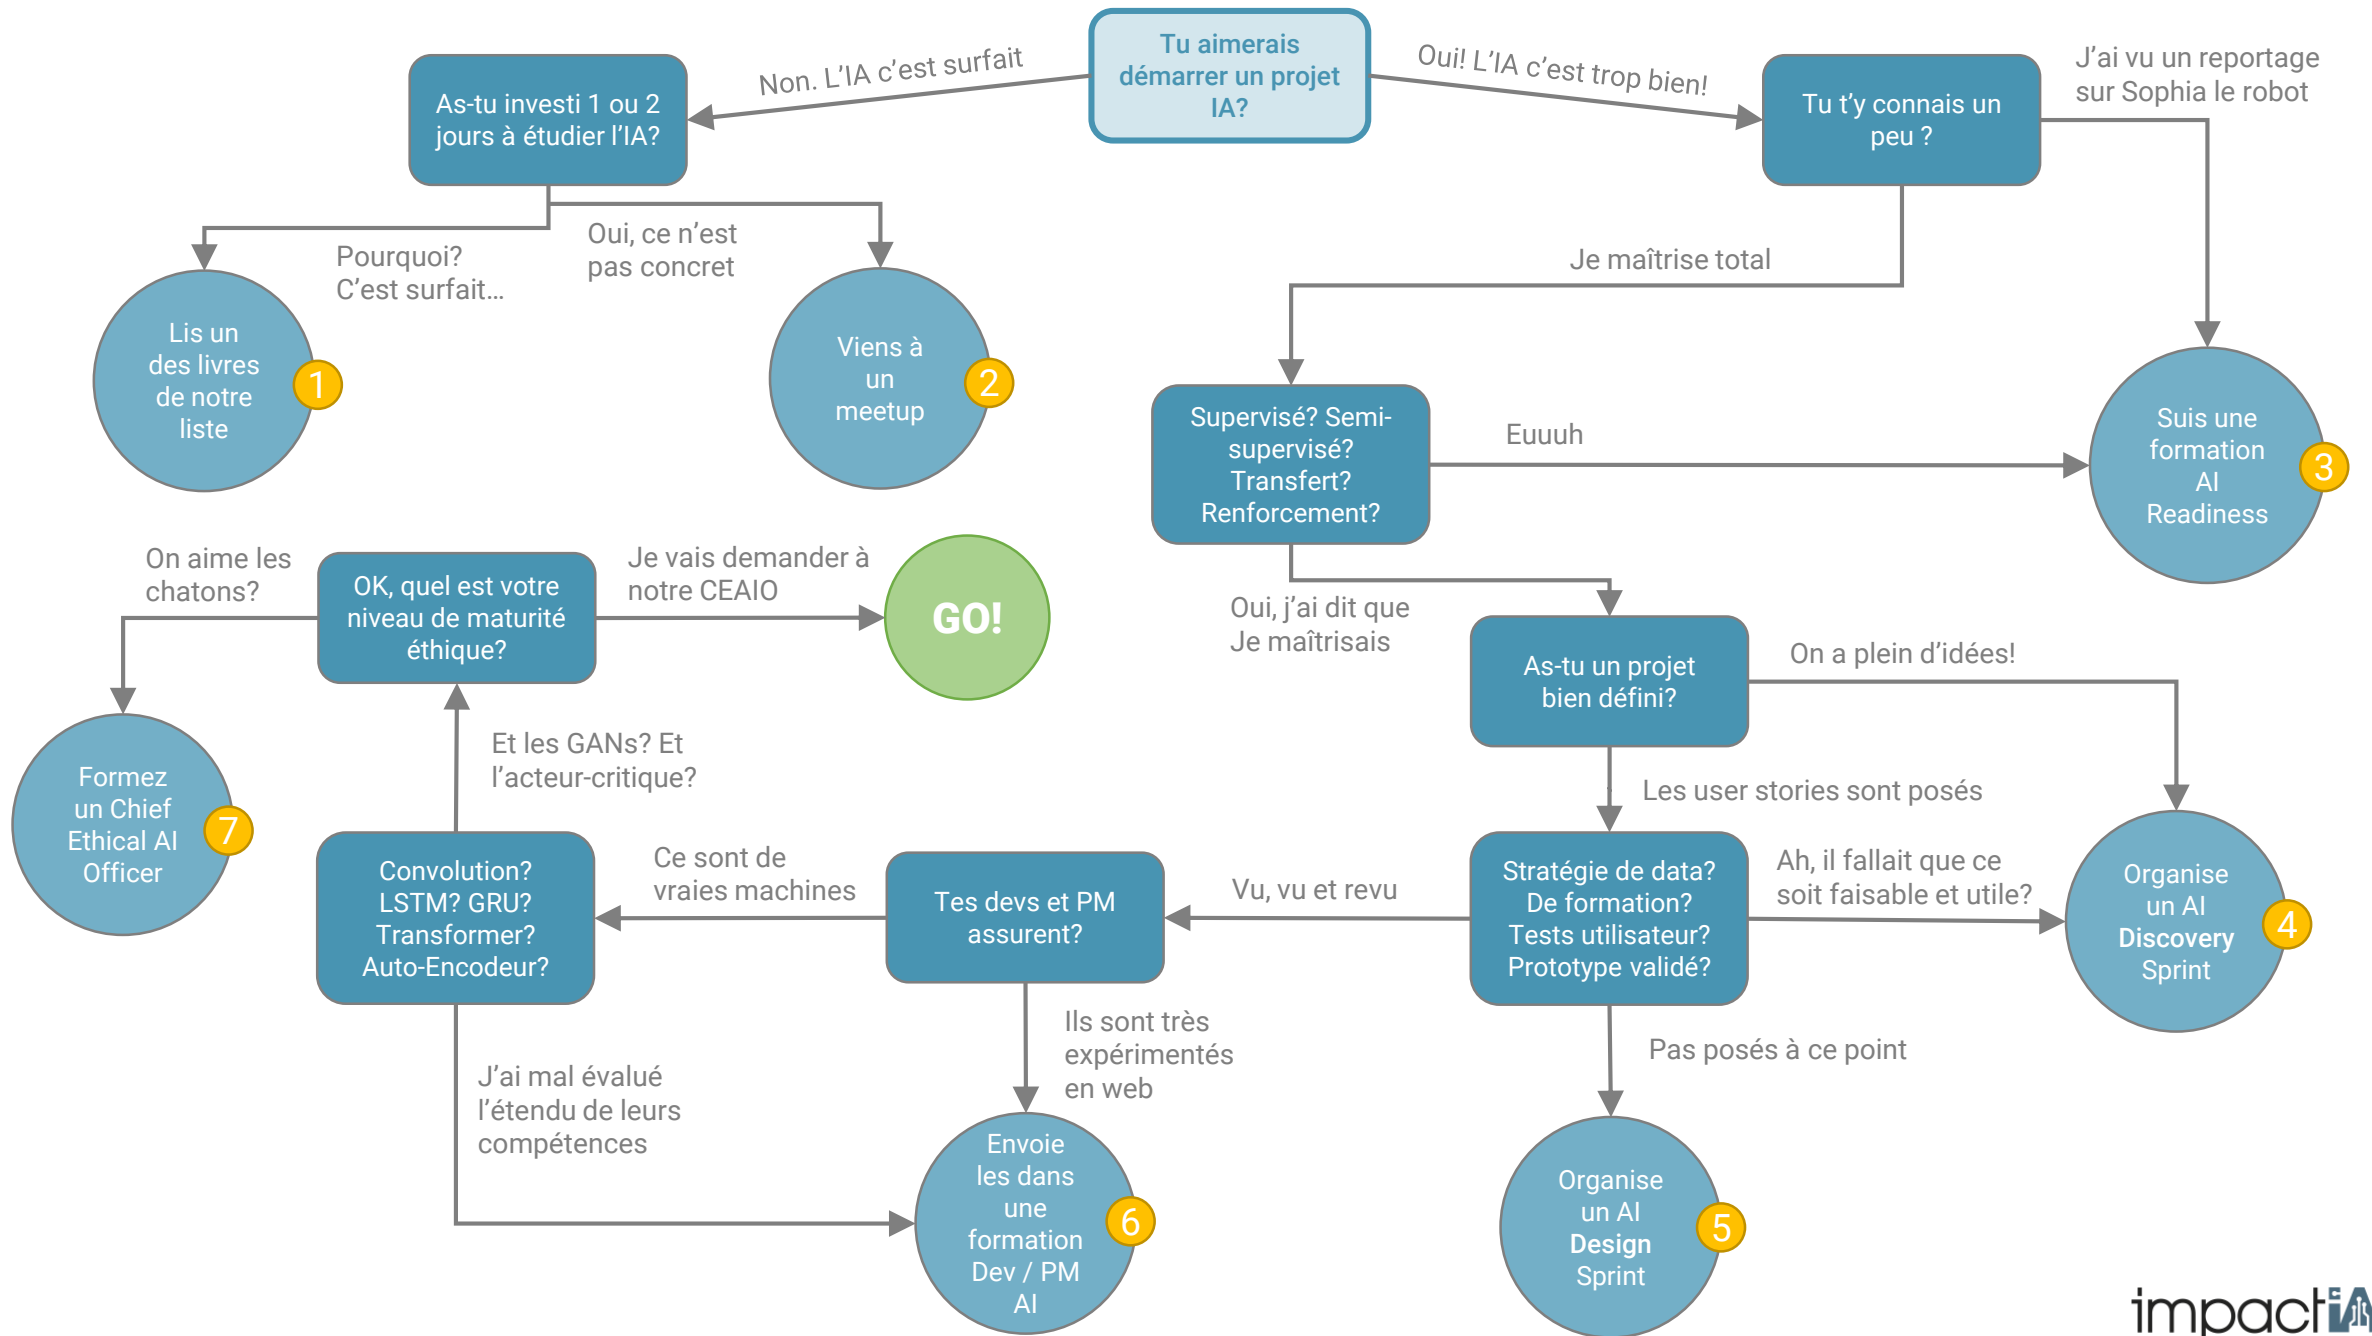 Tu aimerais
démarrer un projet
IA?
Non. L'IA c'est surfait
Oui! L'IA c'est trop bien!
As-tu investi 1 ou 2
jours à étudier l'IA?
Tu t'y connais un
peu ?
J'ai vu un reportage
sur Sophia le robot
Pourquoi?
C'est surfait...
Oui, ce n'est
pas concret
Je maîtrise total
Lis un
des livres
de notre
liste
1
Viens à
un
meetup
2
Supervisé? Semi-
supervisé?
Transfert?
Renforcement?
Euuuh
Suis une
formation
AI
Readiness
3
Oui, j'ai dit que
Je maîtrisais
As-tu un projet
bien défini?
On a plein d'idées!
Les user stories sont posés
Stratégie de data?
De formation?
Tests utilisateur?
Prototype validé?
Ah, il fallait que ce
soit faisable et utile?
Organise
un AI
Discovery
Sprint
4
Pas posés à ce point
Organise
un AI
Design
Sprint
5
Vu, vu et revu
Tes devs et PM
assurent?
Ils sont très
expérimentés
en web
Envoie
les dans
une
formation
Dev / PM
AI
6
Ce sont de
vraies machines
Convolution?
LSTM? GRU?
Transformer?
Auto-Encodeur?
J'ai mal évalué
l'étendu de leurs
compétences
Et les GANs? Et
l'acteur-critique?
OK, quel est votre
niveau de maturité
éthique?
On aime les
chatons?
Formez
un Chief
Ethical AI
Officer
7
Je vais demander à
notre CEAIO
GO!
impactiA